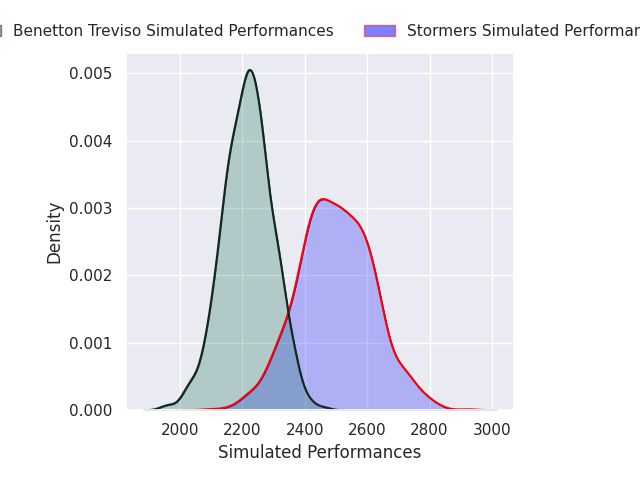 Benetton Treviso Simulated Performances
Stormers Simulated Performan
0.005
0.004
0.003
0.002
0.001
0.000
Density
2000 2200 2400 2600 2800 3000
Simulated Performances